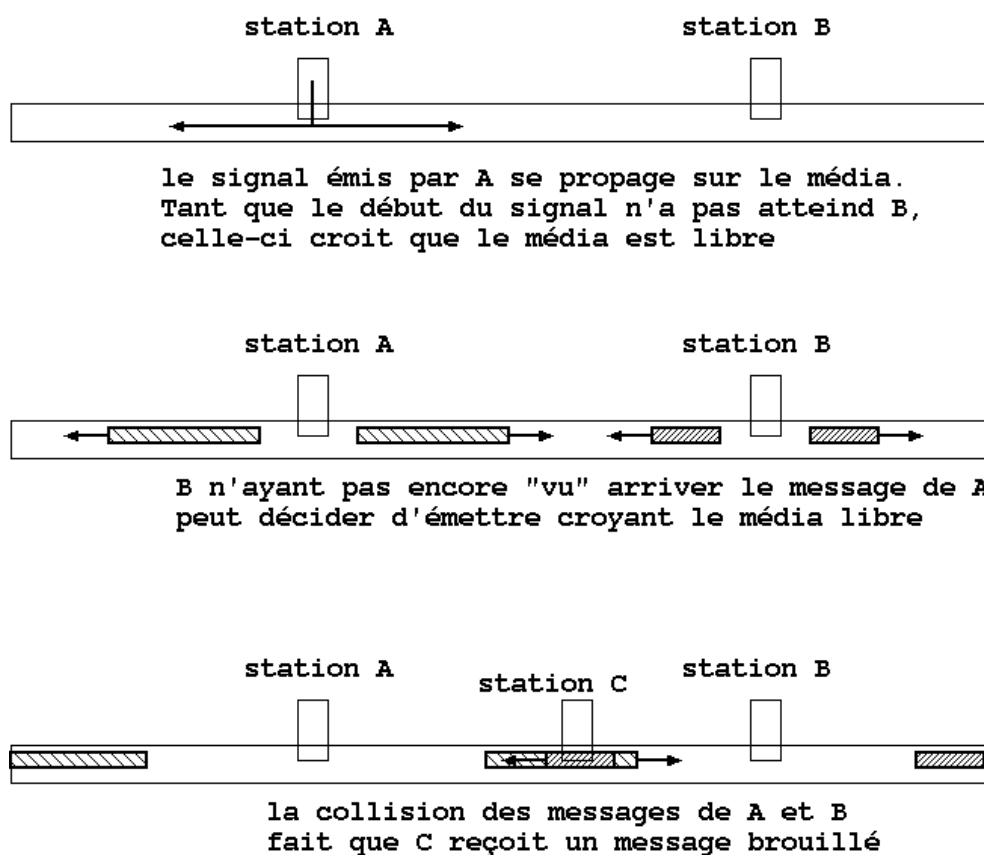 station A station B
le signal émis par A se propage sur le média.
Tant que le début du signal n'a pas atteind B,
celle-ci croit que le média est libre
station A station B
B n'ayant pas encore "vu" arriver le message de A
peut décider d'émettre croyant le média libre
station A station C station B
la collision des messages de A et B
fait que C reçoit un message brouillé